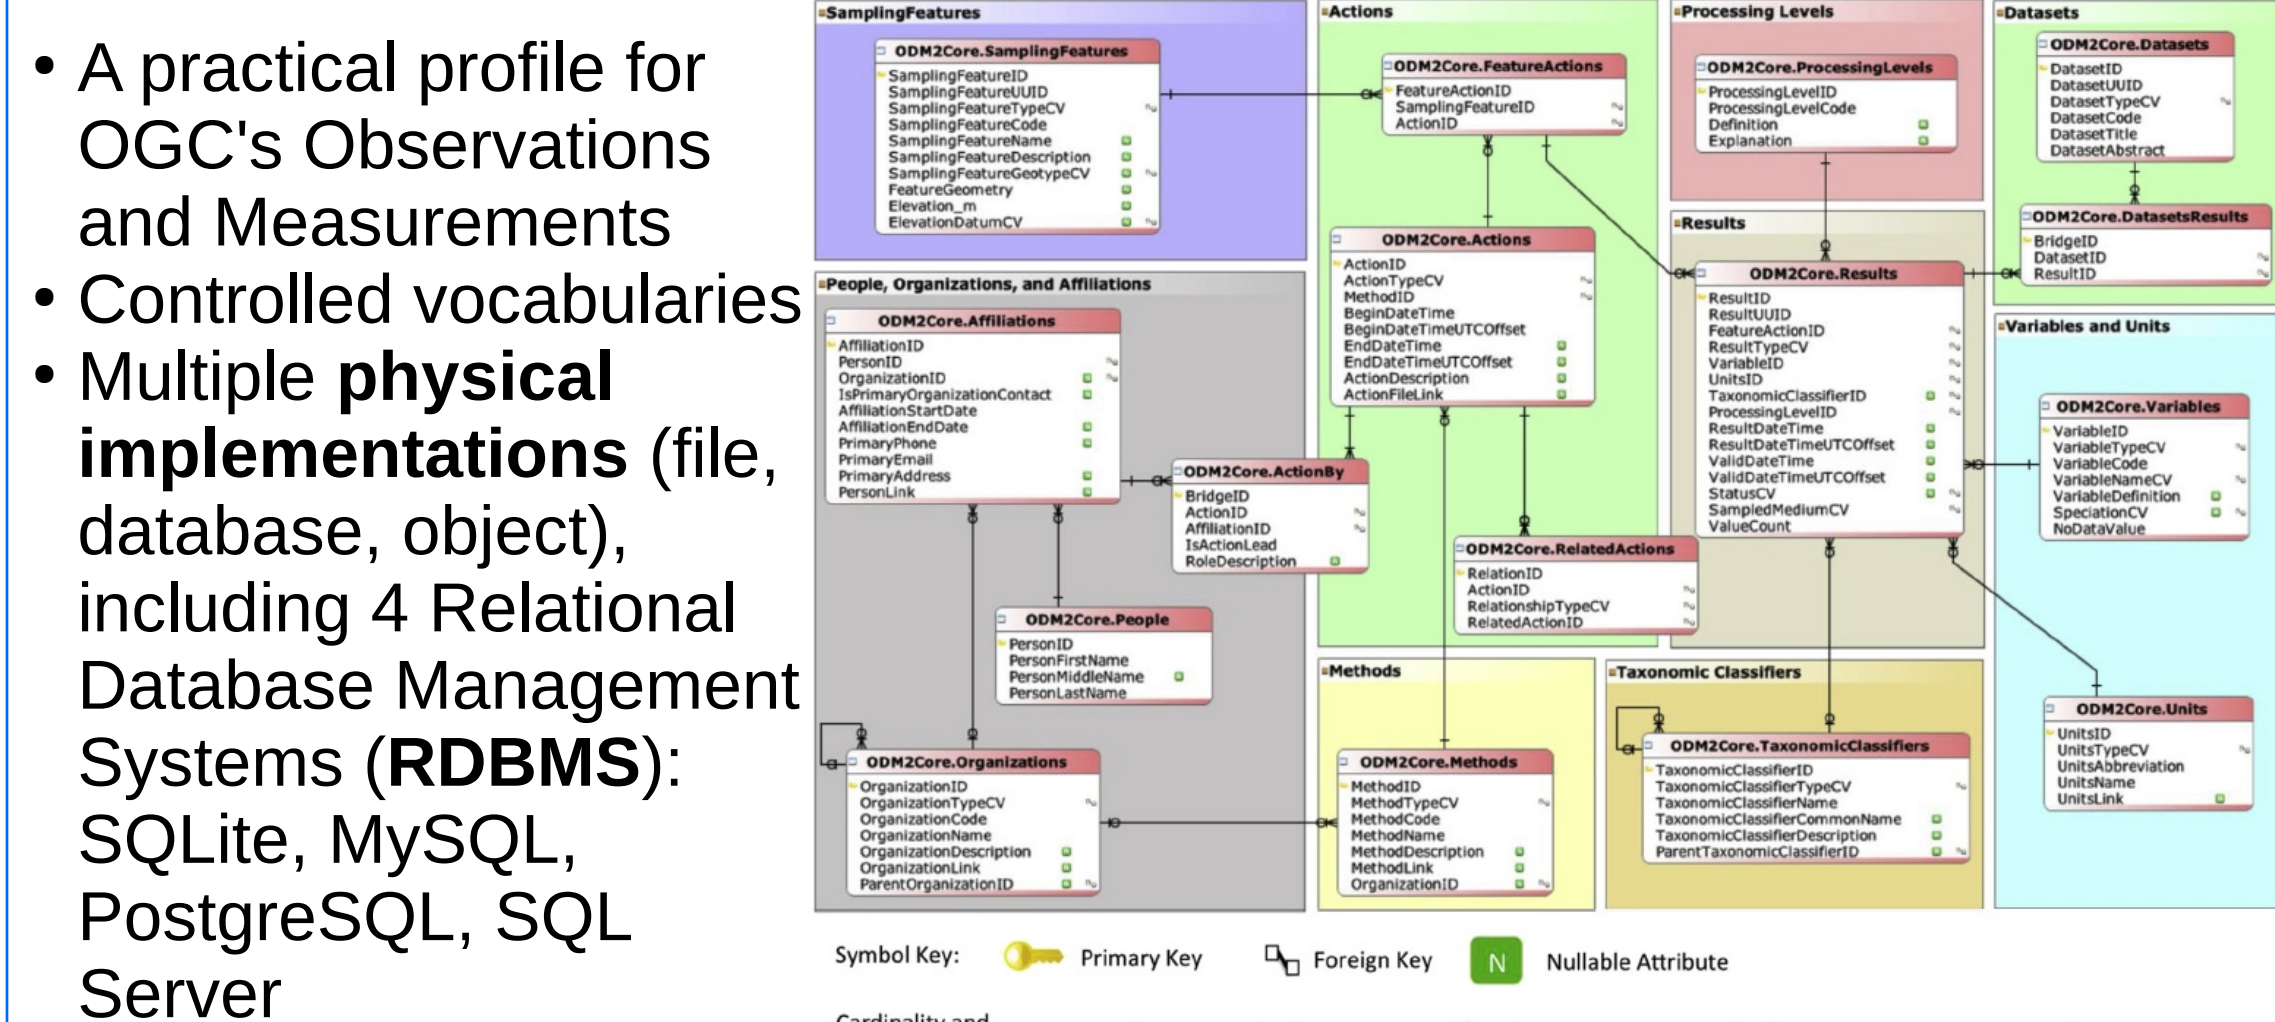 • A practical profile for
OGC's Observations
and Measurements
• Controlled vocabularies
• Multiple physical
implementations (file,
database, object),
including 4 Relational
Database Management
Systems (RDBMS):
SQLite, MySQL,
PostgreSQL, SQL
Server
SamplingFeatures
ODM2Core.SamplingFeatures
SamplingFeatureID
SamplingFeatureUUID
SamplingFeatureTypeCV
SamplingFeatureCode
SamplingFeatureName
SamplingFeatureDescription
SamplingFeatureGeotypeCV
FeatureGeometry
Elevation_m
ElevationDatumCV
People, Organizations, and Affiliations
ODM2Core.Affiliations
AffiliationID
PersonID
OrganizationID
IsPrimaryOrganizationContact
AffiliationStartDate
AffiliationEndDate
PrimaryPhone
PrimaryEmail
PrimaryAddress
PersonLink
ODM2Core.ActionBy
BridgeID
ActionID
AffiliationID
IsActionLead
RoleDescription
ODM2Core.People
PersonID
PersonFirstName
PersonMiddleName
PersonLastName
ODM2Core.Organizations
OrganizationID
OrganizationTypeCV
OrganizationCode
OrganizationName
OrganizationDescription
OrganizationLink
ParentOrganizationID
Actions
ODM2Core.FeatureActions
FeatureActionID
SamplingFeatureID
ActionID
ODM2Core.Actions
ActionID
ActionTypeCV
MethodID
BeginDateTime
BeginDateTimeUTCOffset
EndDateTime
EndDateTimeUTCOffset
ActionDescription
ActionFileLink
ODM2Core.RelatedActions
RelationID
ActionID
RelationshipTypeCV
RelatedActionID
Methods
ODM2Core.Methods
MethodID
MethodTypeCV
MethodCode
MethodName
MethodDescription
MethodLink
OrganizationID
Processing Levels
ODM2Core.ProcessingLevels
ProcessingLevelID
ProcessingLevelCode
Definition
Explanation
Results
ODM2Core.Results
ResultID
ResultUUID
FeatureActionID
ResultTypeCV
VariableID
UnitsID
TaxonomicClassifierID
ProcessingLevelID
ResultDateTime
ResultDateTimeUTCOffset
ValidDateTime
ValidDateTimeUTCOffset
StatusCV
SampledMediumCV
ValueCount
Taxonomic Classifiers
ODM2Core.TaxonomicClassifiers
TaxonomicClassifierID
TaxonomicClassifierTypeCV
TaxonomicClassifierName
TaxonomicClassifierCommonName
TaxonomicClassifierDescription
ParentTaxonomicClassifierID
Datasets
ODM2Core.Datasets
DatasetID
DatasetUUID
DatasetTypeCV
DatasetCode
DatasetTitle
DatasetAbstract
ODM2Core.DatasetsResults
BridgeID
DatasetID
ResultID
Variables and Units
ODM2Core.Variables
VariableID
VariableTypeCV
VariableCode
VariableNameCV
VariableDefinition
SpeciationCV
NoDataValue
ODM2Core.Units
UnitsID
UnitsTypeCV
UnitsAbbreviation
UnitsName
UnitsLink
Symbol Key: Primary Key Foreign Key N Nullable Attribute
Cardinality and